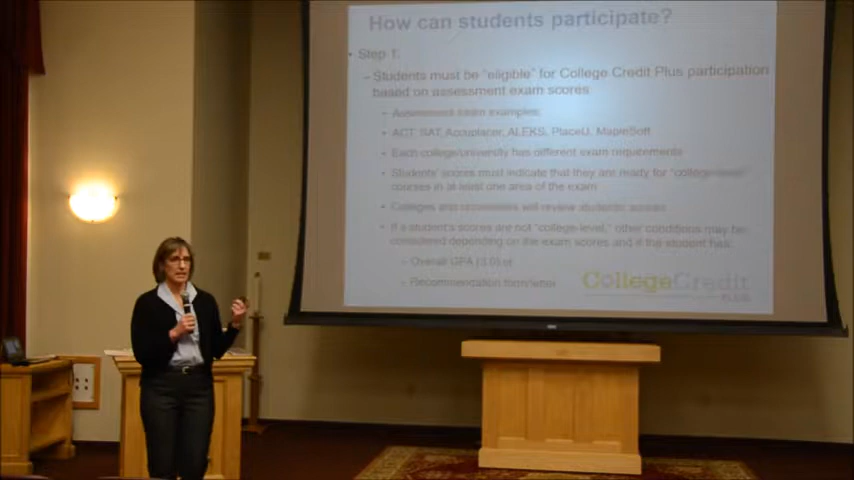 How can students participate?
• Step 1:
– Students must be "eligible" for College Credit Plus participation
based on assessment exam scores
• Assessment exam examples:
• ACT, SAT, Accuplacer, ALEKS, PlaceU, MapleSoft
• Each college/university has different exam requirements
• Students' scores must indicate that they are ready for "college-level"
courses in at least one area of the exam
• Colleges and universities will review students' scores
• If a student's scores are not "college-level," other conditions may be
considered depending on the exam scores and if the student has:
– Overall GPA (3.0) or
– Recommendation form/letter
CollegeCredit
PLUS